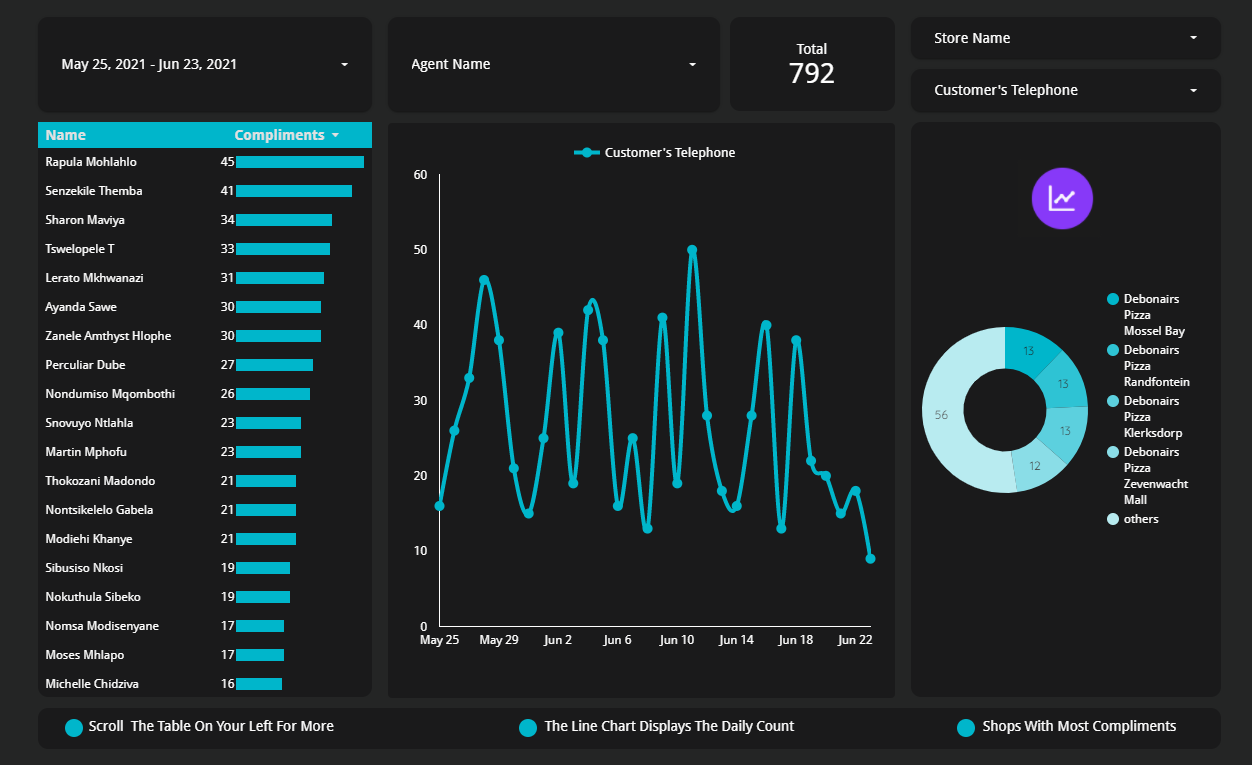 May 25, 2021 - Jun 23, 2021
Agent Name
Total
792
Store Name
Customer's Telephone
Name Compliments
Rapula Mohlahlo 45
Senzekile Themba 41
Sharon Maviya 34
Tswelopele T 33
Lerato Mkhwanazi 31
Ayanda Sawe 30
Zanele Amthyst Hlophe 30
Perculiar Dube 27
Nondumiso Mqombothi 26
Snovuyo Ntlahla 23
Martin Mphofu 23
Thokozani Madondo 21
Nontsikelelo Gabela 21
Modiehi Khanye 21
Sibusiso Nkosi 19
Nokuthula Sibeko 19
Nomsa Modisenyane 17
Moses Mhlapo 17
Michelle Chidziva 16
Customer's Telephone
60
50
40
30
20
10
0
May 25 May 29 Jun 2 Jun 6 Jun 10 Jun 14 Jun 18 Jun 22
13
13
13
12
56
Debonairs
Pizza
Mossel Bay
Debonairs
Pizza
Randfontein
Debonairs
Pizza
Klerksdorp
Debonairs
Pizza
Zevenwacht
Mall
others
Scroll The Table On Your Left For More
The Line Chart Displays The Daily Count
Shops With Most Compliments